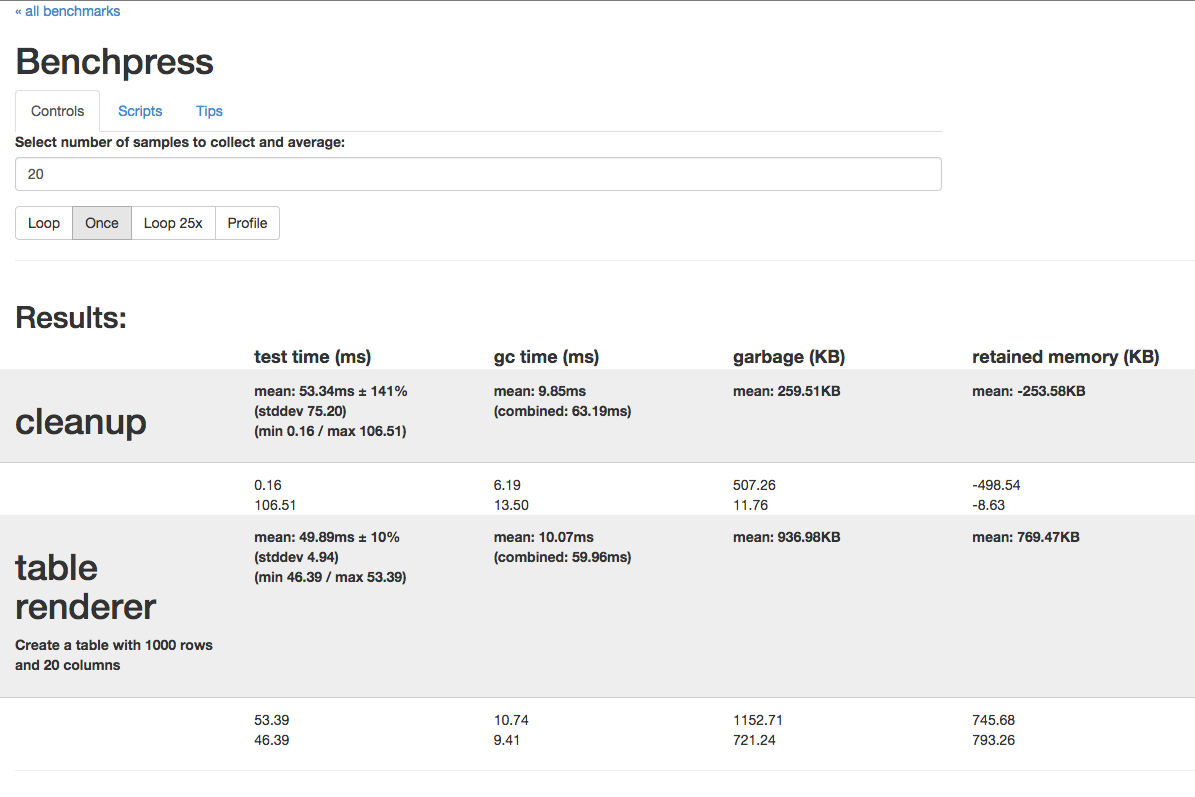 « all benchmarks
Benchpress
Controls Scripts Tips
Select number of samples to collect and average:
20
Loop Once Loop 25x Profile
Results:
test time (ms) gc time (ms) garbage (KB) retained memory (KB)
cleanup
mean: 53.34ms ± 141%
(stddev 75.20)
(min 0.16 / max 106.51)
mean: 9.85ms
(combined: 63.19ms)
mean: 259.51KB
mean: -253.58KB
0.16 6.19 507.26 -498.54
106.51 13.50 11.76 -8.63
table
renderer
Create a table with 1000 rows
and 20 columns
mean: 49.89ms ± 10%
(stddev 4.94)
(min 46.39 / max 53.39)
mean: 10.07ms
(combined: 59.96ms)
mean: 936.98KB
mean: 769.47KB
53.39 10.74 1152.71 745.68
46.39 9.41 721.24 793.26